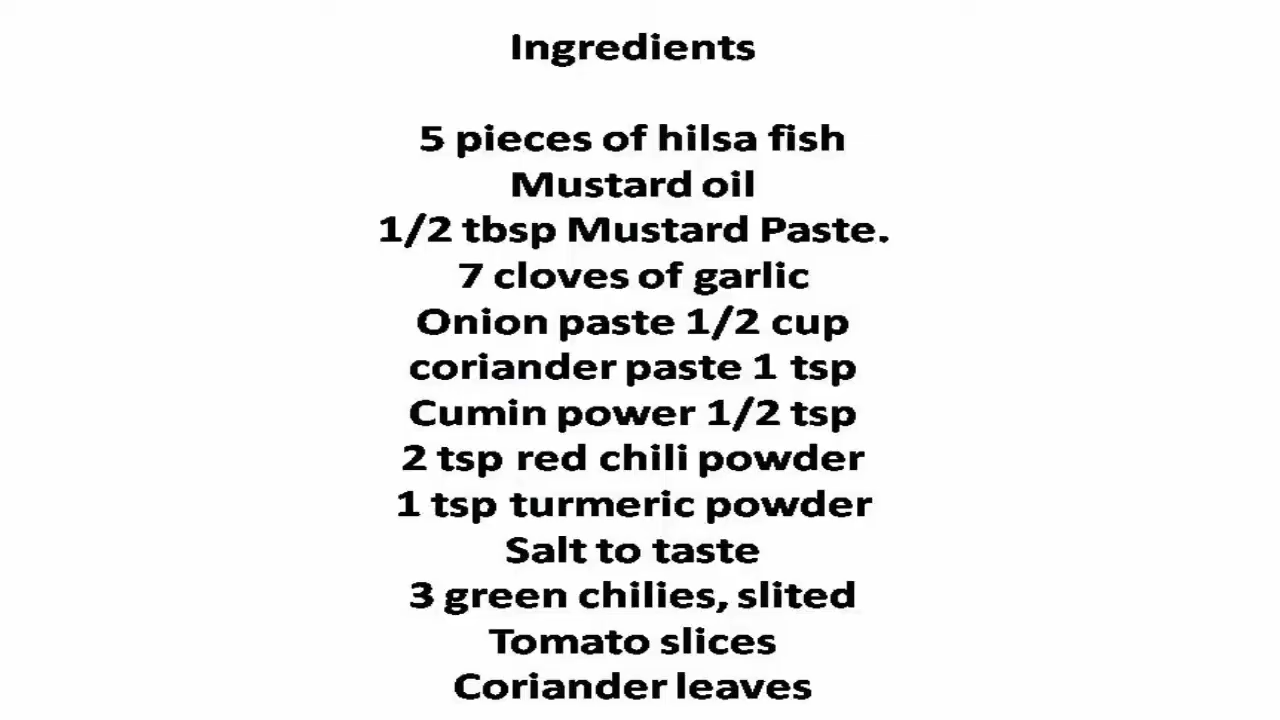 Ingredients
5 pieces of hilsa fish
Mustard oil
1/2 tbsp Mustard Paste.
7 cloves of garlic
Onion paste 1/2 cup
coriander paste 1 tsp
Cumin power 1/2 tsp
2 tsp red chili powder
1 tsp turmeric powder
Salt to taste
3 green chilies, slited
Tomato slices
Coriander leaves